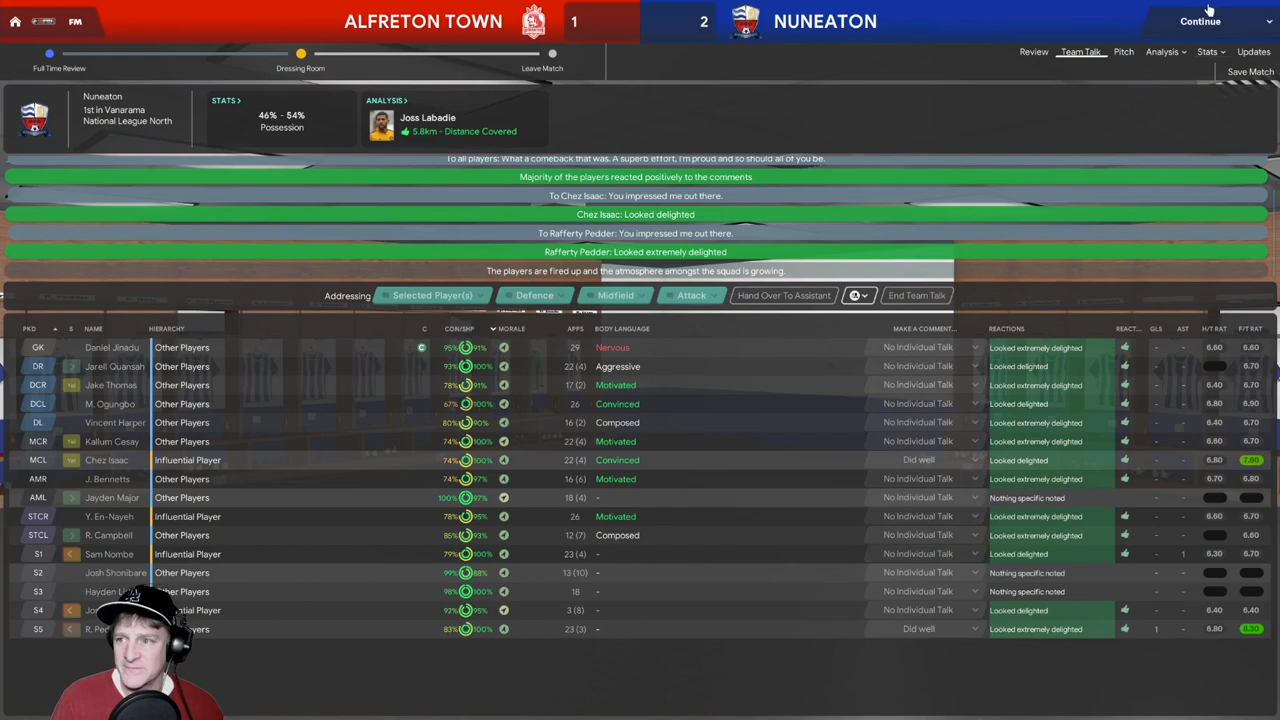 FM
ALFRETON TOWN 1 2 NUNEATON
Continue
Full Time Review Dressing Room Leave Match
Review Team Talk Pitch Analysis Stats Updates
Save Match
Nuneaton
1st in Vanarama
National League North
STATS>
46% - 54%
Possession
ANALYSIS>
Joss Labadie
5.8km - Distance Covered
To all players: What a comeback that was. A superb effort, I'm proud and so should all of you be.
Majority of the players reacted positively to the comments
To Chez Isaac: You impressed me out there.
Chez Isaac: Looked delighted
To Rafferty Pedder: You impressed me out there.
Rafferty Pedder: Looked extremely delighted
The players are fired up and the atmosphere amongst the squad is growing.
Addressing Selected Player(s) Defence Midfield Attack Hand Over To Assistant End Team Talk
PKD S NAME HIERARCHY C CON/SHP MORALE APPS BODY LANGUAGE MAKE A COMMENT... REACTIONS REACT... GLS AST H/T RAT F/T RAT
GK Daniel Jinadu Other Players C 95% 91% 29 Nervous No Individual Talk Looked extremely delighted - - 6.60 6.60
DR Jarell Quansah Other Players 93% 100% 22 (4) Aggressive No Individual Talk Looked delighted - - 6.70
DCR Yel Jake Thomas Other Players 78% 91% 17 (2) Motivated No Individual Talk Looked extremely delighted - - 6.40 6.70
DCL M. Ogungbo Other Players 67% 100% 26 Convinced No Individual Talk Looked delighted - - 6.80 6.90
DL Vincent Harper Other Players 80% 90% 16 (2) Composed No Individual Talk Looked extremely delighted - - 6.40 6.70
MCR Yel Kallum Cesay Other Players 74% 100% 22 (4) Motivated No Individual Talk Looked extremely delighted - - 6.60 6.70
MCL Yel Chez Isaac Influential Player 74% 100% 22 (4) Convinced Did well Looked delighted - - 6.80 7.60
AMR J. Bennetts Other Players 74% 97% 16 (6) Motivated No Individual Talk Looked extremely delighted - - 6.70 6.80
AML Jayden Major Other Players 100% 97% 18 (4) - No Individual Talk Nothing specific noted - -
STCR Y. En-Nayeh Influential Player 78% 95% 26 Motivated No Individual Talk Looked extremely delighted - - 6.60 6.70
STCL R. Campbell Other Players 85% 93% 12 (7) Composed No Individual Talk Looked extremely delighted - - 6.60
S1 Sam Nombe Influential Player 79% 100% 23 (4) - No Individual Talk Looked delighted - 1 6.30 6.70
S2 Josh Shonibare Other Players 99% 88% 13 (10) - No Individual Talk Nothing specific noted - -
S3 Hayden Other Players 98% 100% 18 - No Individual Talk Nothing specific noted - -
S4 Influential Player 92% 95% 3 (8) - No Individual Talk Looked delighted - - 6.40 6.40
S5 R. Players 83% 100% 23 (3) - Did well Looked extremely delighted 1 - 6.80 8.30